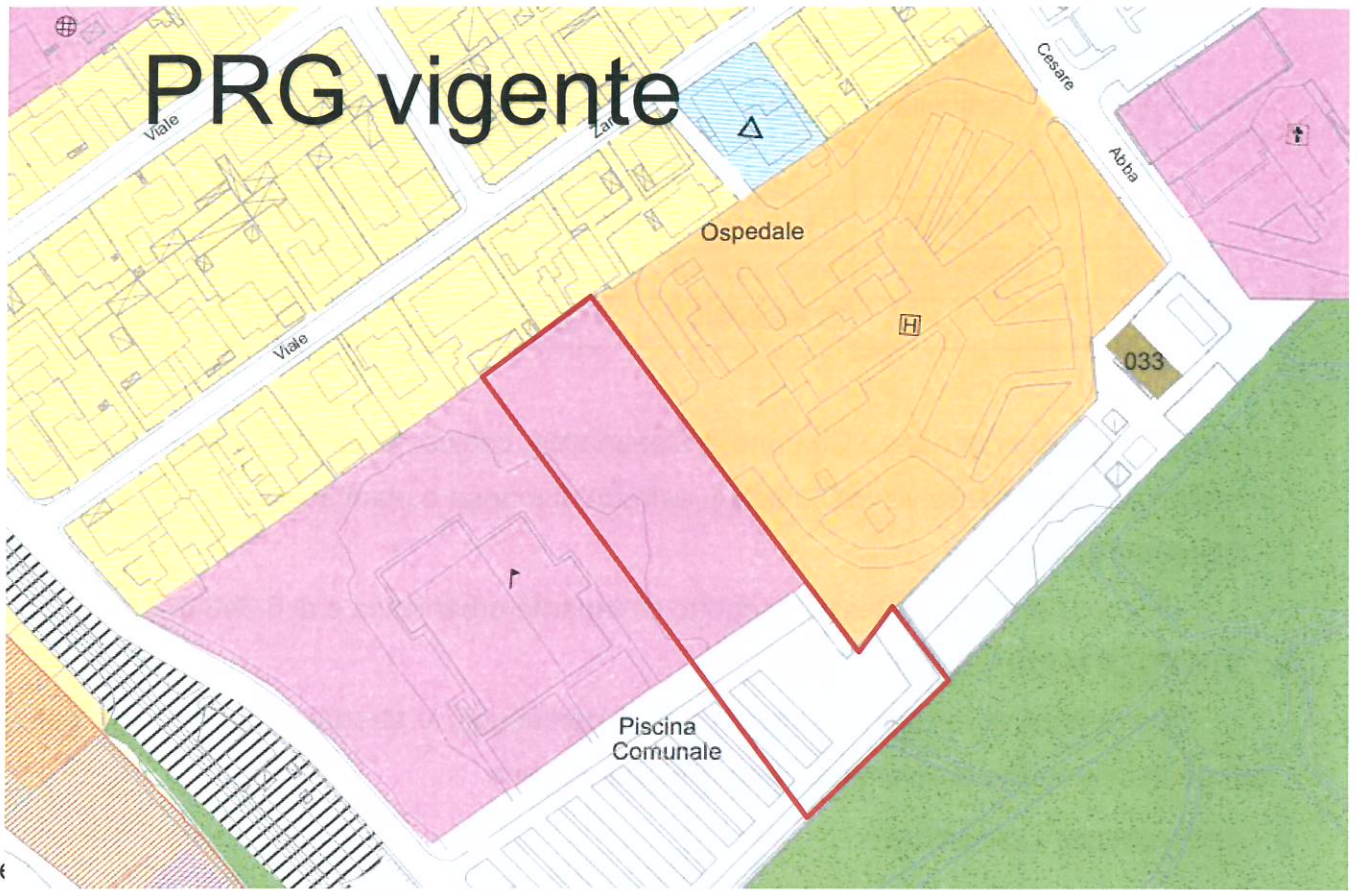 PRG vigente
Viale
Zara
Cesare
Abba
Ospedale
H
Viale
033
Piscina
Comunale